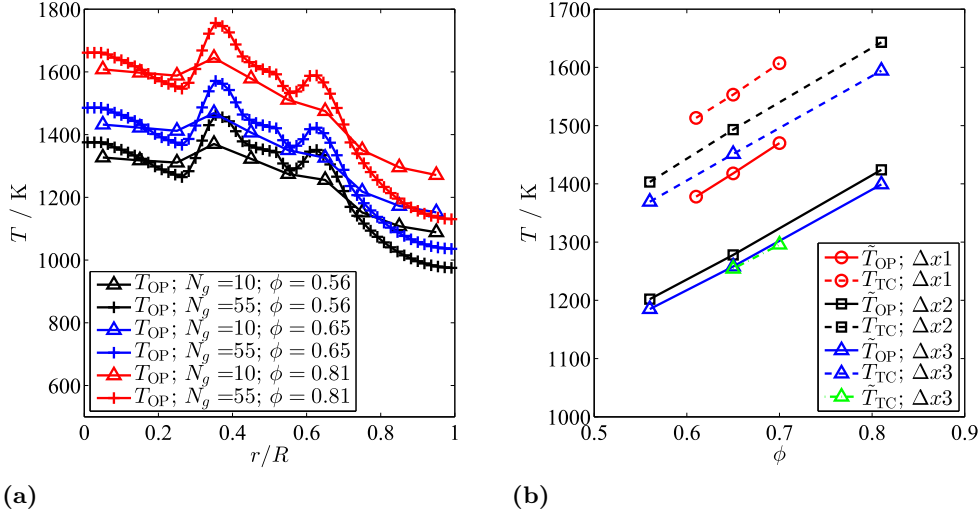 1800
1600
1400
1200
1000
800
600
T / K
0 0.2 0.4 0.6 0.8 1
r/R
T_OP; N_g =10; ϕ = 0.56
T_OP; N_g =55; ϕ = 0.56
T_OP; N_g =10; ϕ = 0.65
T_OP; N_g =55; ϕ = 0.65
T_OP; N_g =10; ϕ = 0.81
T_OP; N_g =55; ϕ = 0.81
(a)
1700
1600
1500
1400
1300
1200
1100
1000
T / K
0.5 0.6 0.7 0.8 0.9
ϕ
T̃_OP; Δx1
T_TC; Δx1
T̃_OP; Δx2
T_TC; Δx2
T̃_OP; Δx3
T_TC; Δx3
T̃_TC; Δx3
(b)